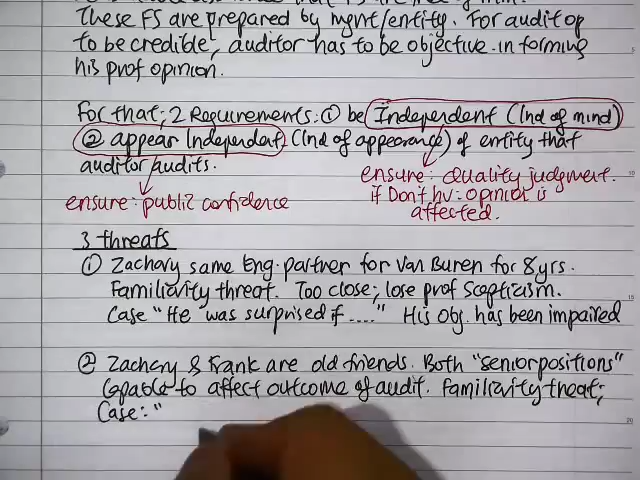 These FS are prepared by mgnt/entity. For audit op
to be credible, auditor has to be objective in forming
his prof opinion.
For that; 2 Requirements: ① be Independent (Ind of mind)
② appear Independent (Ind of appearance) of entity that
auditor/audits.
ensure: quality judgment.
if Don't hv: opinion is
affected.
ensure: public confidence
3 threats
① Zachary same Eng. partner for Van Buren for 8yrs.
Familiarity threat. Too close; lose prof Scepticism.
Case "He was surprised if ...." His Obj. has been impaired
② Zachary & Frank are old friends. Both "senior positions"
Capable to affect outcome of audit. Familiarity threat;
Case: "